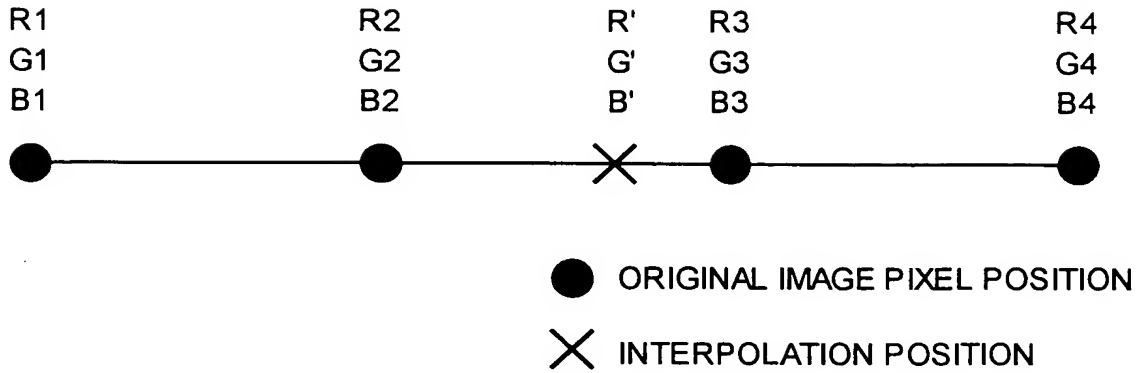 R1 R2 R' R3 R4
G1 G2 G' G3 G4
B1 B2 B' B3 B4
ORIGINAL IMAGE PIXEL POSITION
INTERPOLATION POSITION